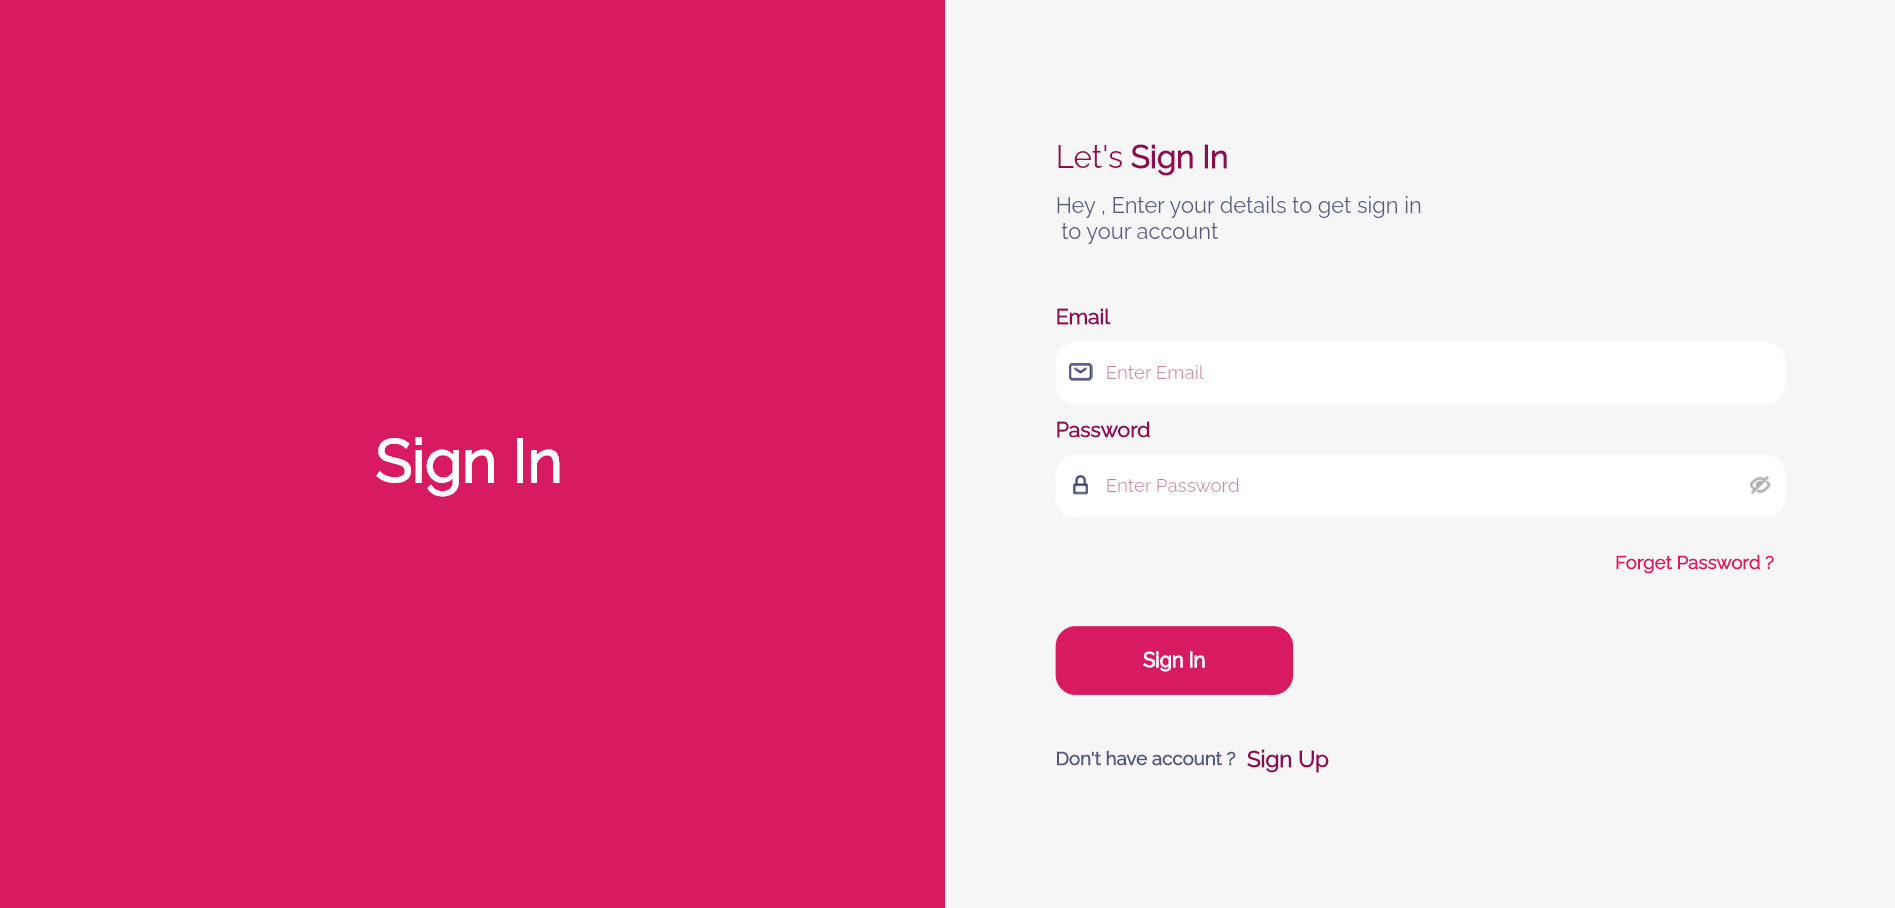 Sign In
Let's Sign In
Hey , Enter your details to get sign in
to your account
Email
Enter Email
Password
Enter Password
Forget Password ?
Sign In
Don't have account ? Sign Up